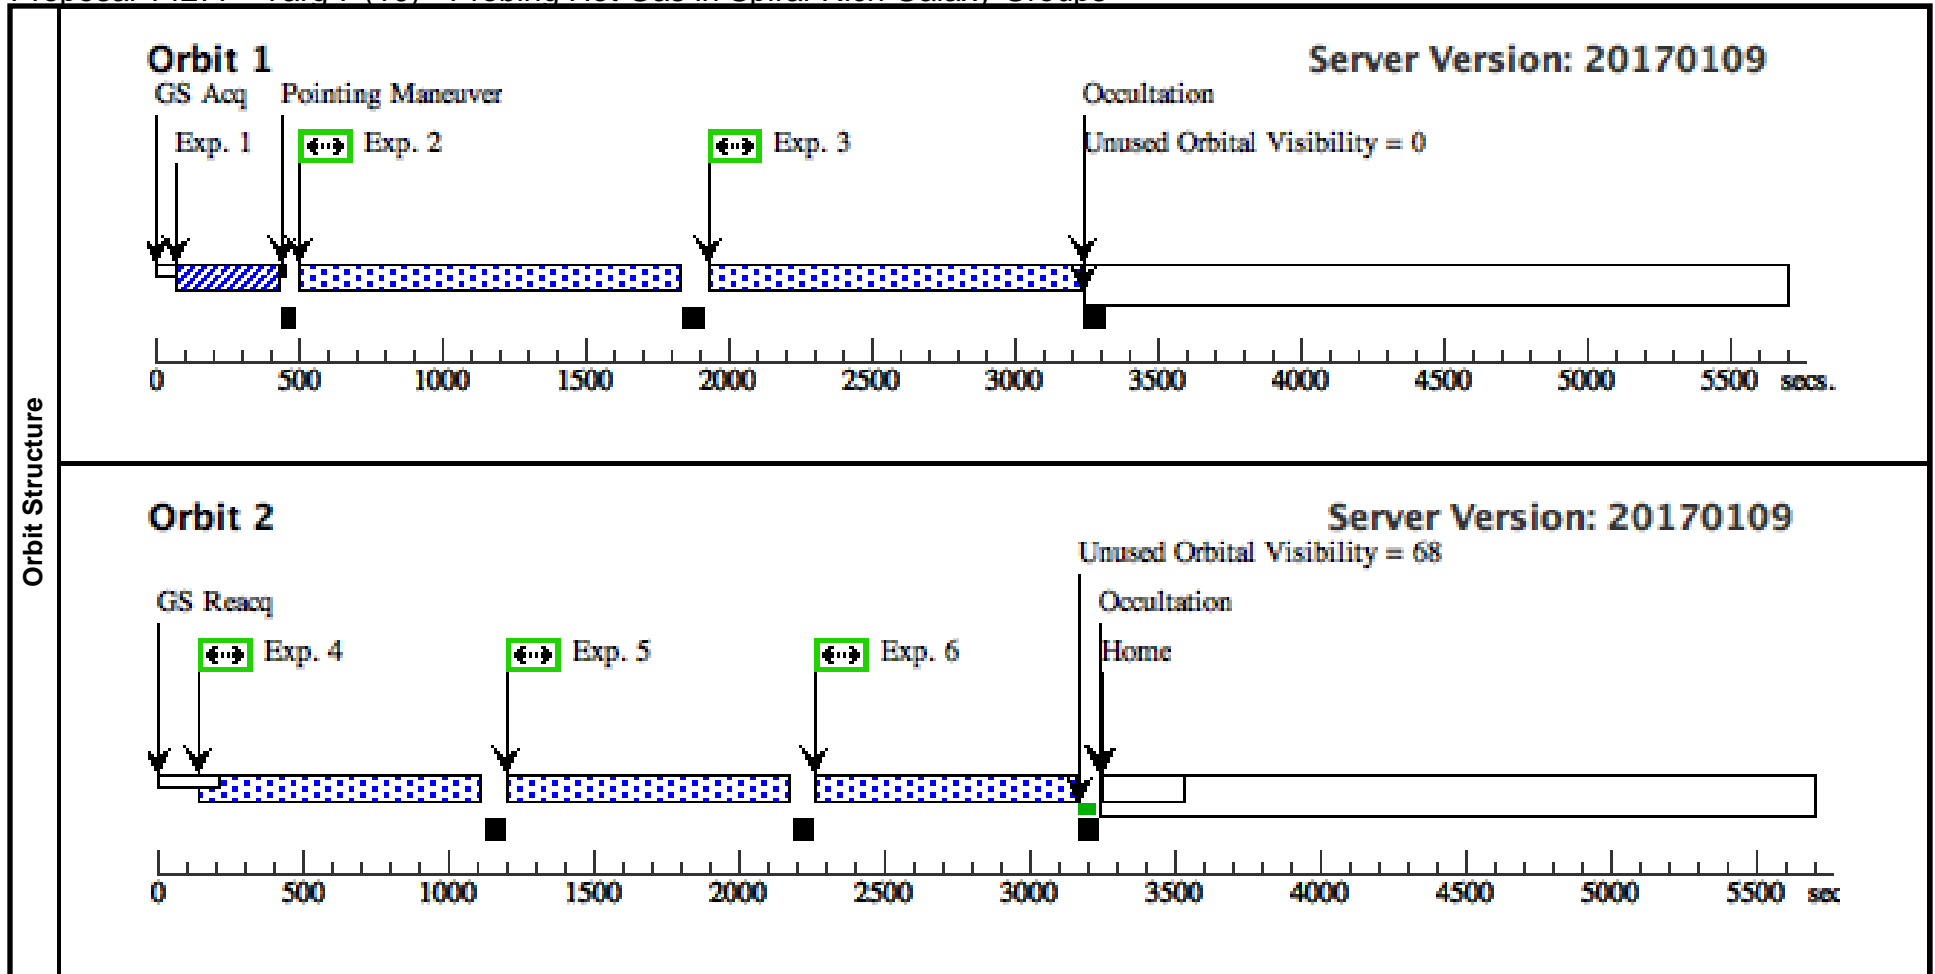 Orbit 1 Server Version: 20170109
GS Acq Pointing Maneuver Occultation
Exp. 1 Exp. 2 Exp. 3 Unused Orbital Visibility = 0
0 500 1000 1500 2000 2500 3000 3500 4000 4500 5000 5500 secs.
Orbit Structure
Orbit 2 Server Version: 20170109
Unused Orbital Visibility = 68
GS Reacq Occultation
Exp. 4 Exp. 5 Exp. 6 Home
0 500 1000 1500 2000 2500 3000 3500 4000 4500 5000 5500 sec